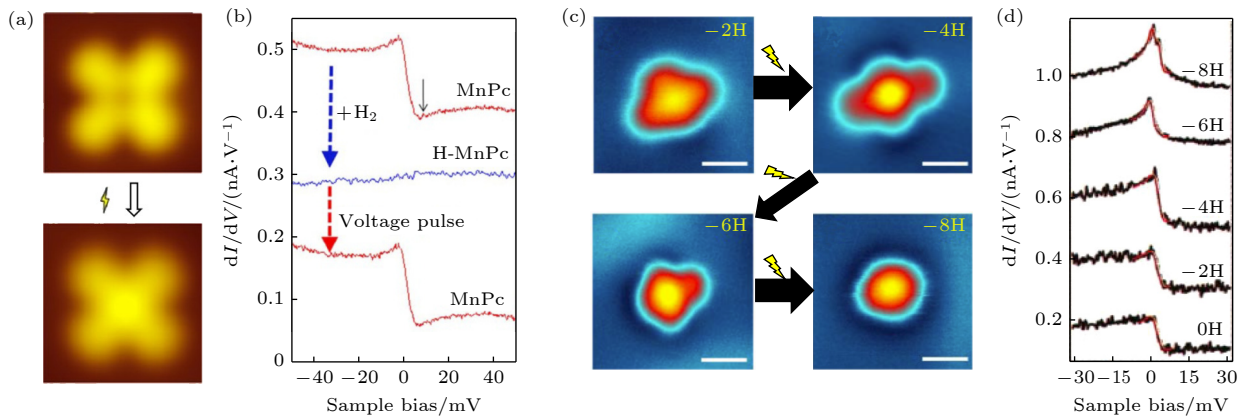 (a)
(b)
0.5
0.4
0.3
0.2
0.1
0
dI/dV/(nA·V⁻¹)
MnPc
+H₂
H-MnPc
Voltage pulse
MnPc
−40
−20
0
20
40
Sample bias/mV
(c)
−2H
−4H
−6H
−8H
(d)
1.0
0.8
0.6
0.4
0.2
dI/dV/(nA·V⁻¹)
−8H
−6H
−4H
−2H
0H
−30
−15
0
15
30
Sample bias/mV